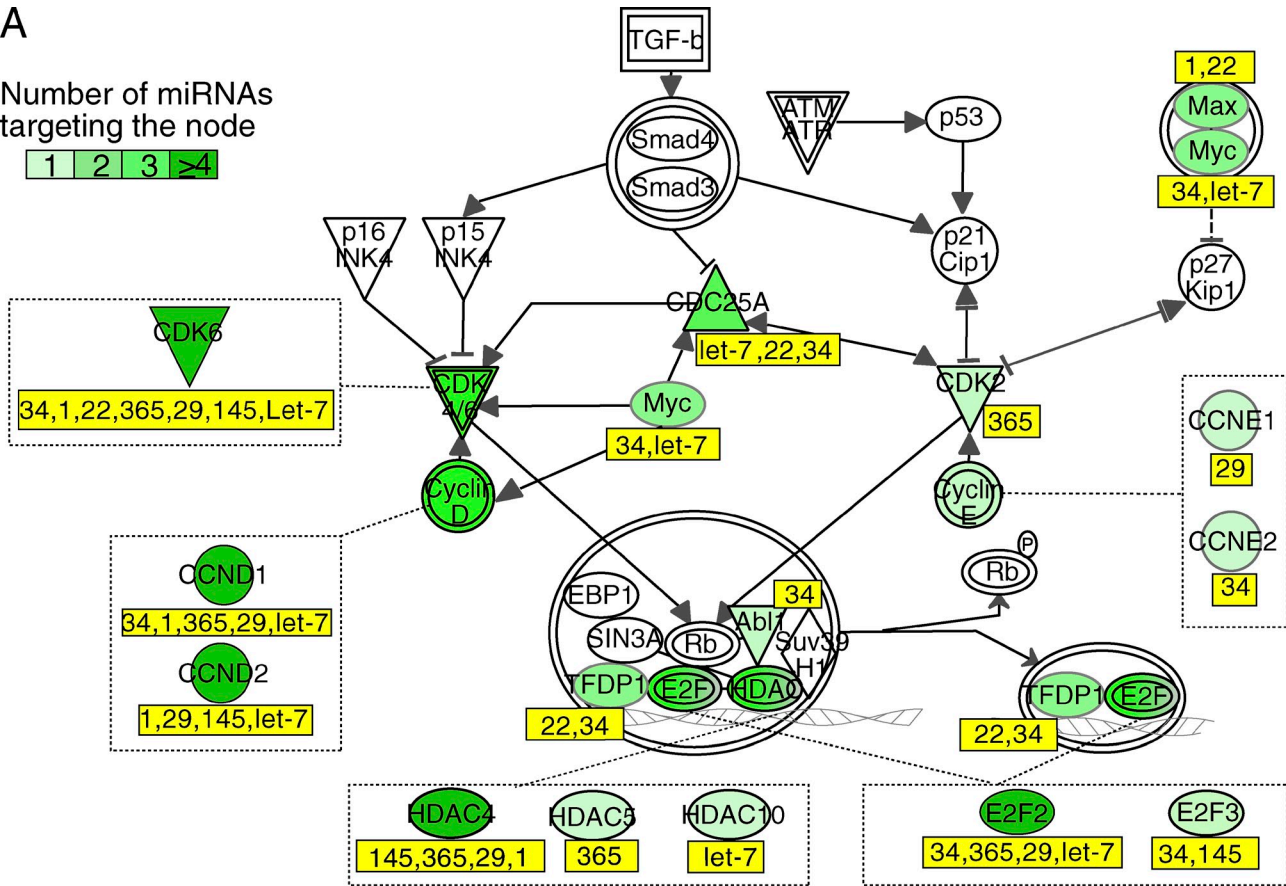 A
Number of miRNAs
targeting the node
1 2 3 ≥4
TGF-b
Smad4
Smad3
ATM
ATR
p53
1,22
Max
Myc
34,let-7
p16
INK4
p15
INK4
p21
Cip1
p27
Kip1
CDC25A
let-7,22,34
CDK6
34,1,22,365,29,145,Let-7
CDK
4/6
Myc
34,let-7
CDK2
365
CCNE1
29
CCNE2
34
Cyclin
D
Cyclin
E
CCND1
34,1,365,29,let-7
CCND2
1,29,145,let-7
EBP1
SIN3A
Rb
Abl1
34
Suv39
H1
TFDP1
E2F
HDAC
22,34
P
Rb
TFDP1
E2F
22,34
HDAC4
145,365,29,1
HDAC5
365
HDAC10
let-7
E2F2
34,365,29,let-7
E2F3
34,145